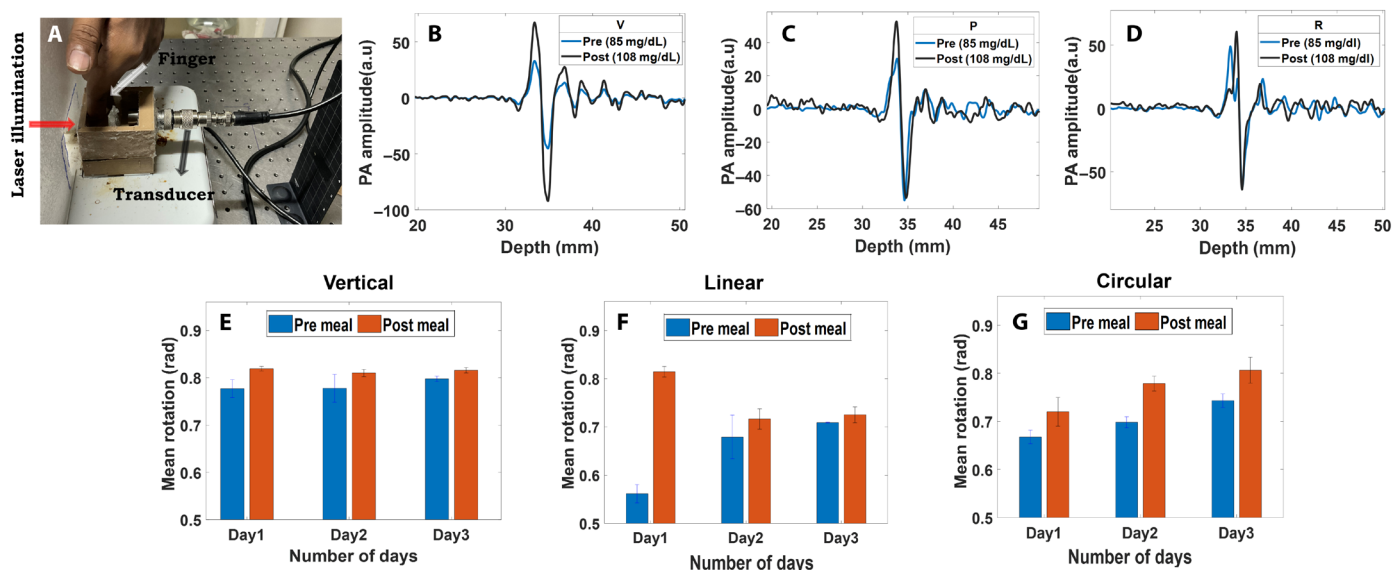 A
Finger
Laser illumination
Transducer
B
V
Pre (85 mg/dL)
Post (108 mg/dL)
PA amplitude(a.u)
50
0
−50
−100
20 25 30 35 40 45 50
Depth (mm)
C
P
Pre (85 mg/dL)
Post (108 mg/dL)
PA amplitude(a.u)
40
20
0
−20
−40
−60
20 25 30 35 40 45
Depth (mm)
D
R
Pre (85 mg/dl)
Post (108 mg/dl)
PA amplitude(a.u)
50
0
−50
25 30 35 40 45 50
Depth (mm)
Vertical
E
Pre meal Post meal
Mean rotation (rad)
0.9
0.8
0.7
0.6
0.5
Day1 Day2 Day3
Number of days
Linear
F
Pre meal Post meal
Mean rotation (rad)
0.9
0.8
0.7
0.6
0.5
Day1 Day2 Day3
Number of days
Circular
G
Pre meal Post meal
Mean rotation (rad)
0.9
0.8
0.7
0.6
0.5
Day1 Day2 Day3
Number of days